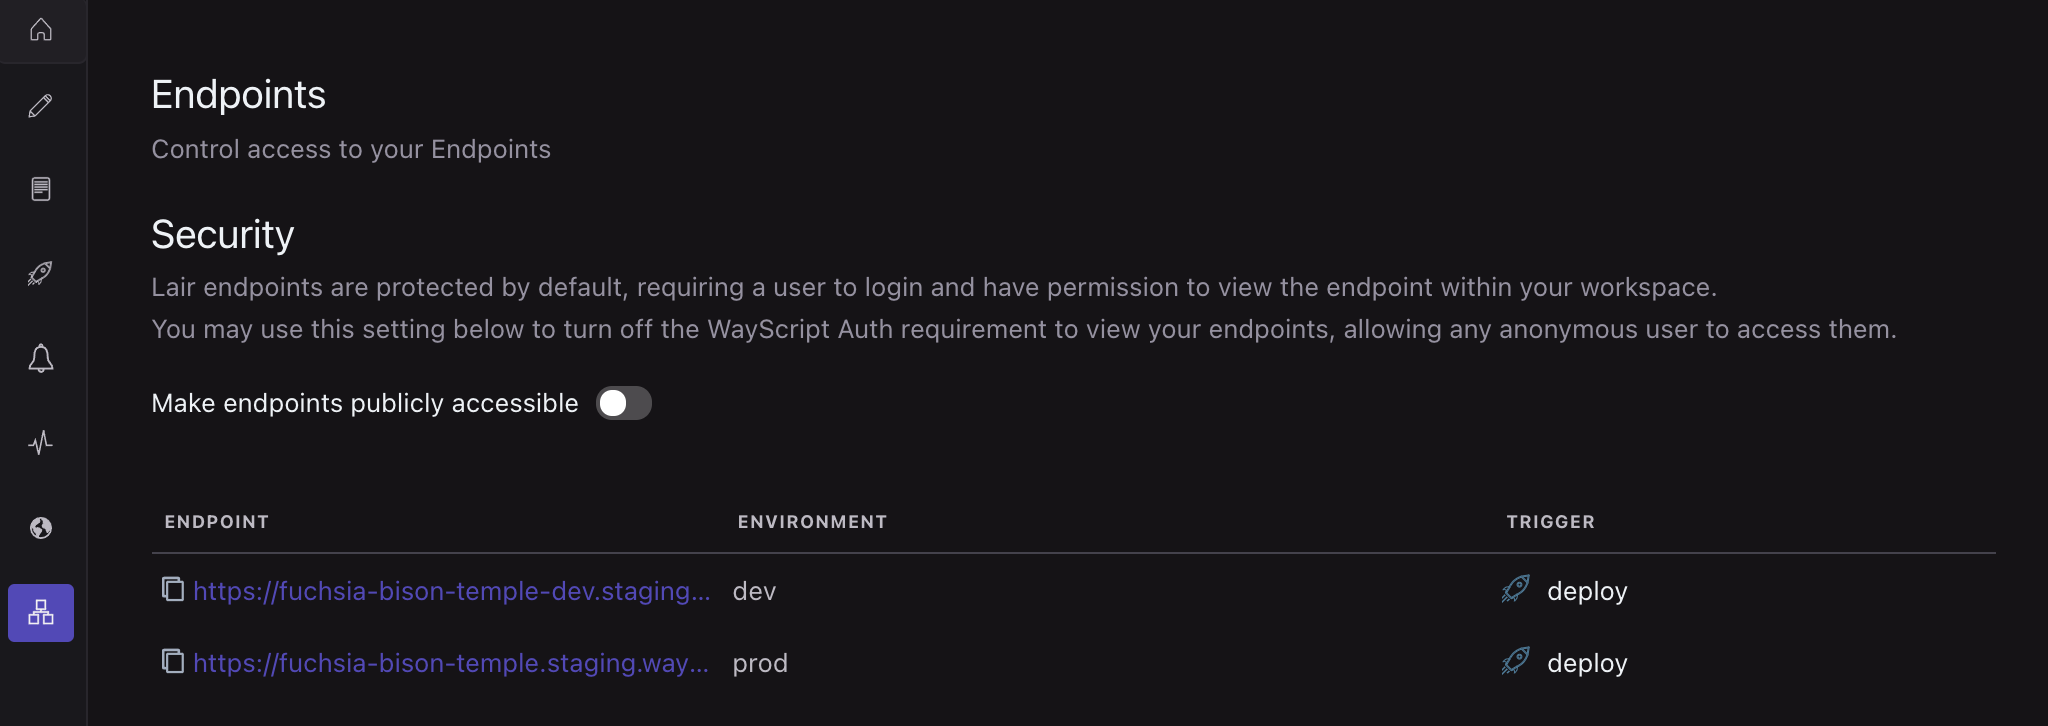 Endpoints
Control access to your Endpoints
Security
Lair endpoints are protected by default, requiring a user to login and have permission to view the endpoint within your workspace.
You may use this setting below to turn off the WayScript Auth requirement to view your endpoints, allowing any anonymous user to access them.
Make endpoints publicly accessible
ENDPOINT ENVIRONMENT TRIGGER
https://fuchsia-bison-temple-dev.staging... dev deploy
https://fuchsia-bison-temple.staging.way... prod deploy